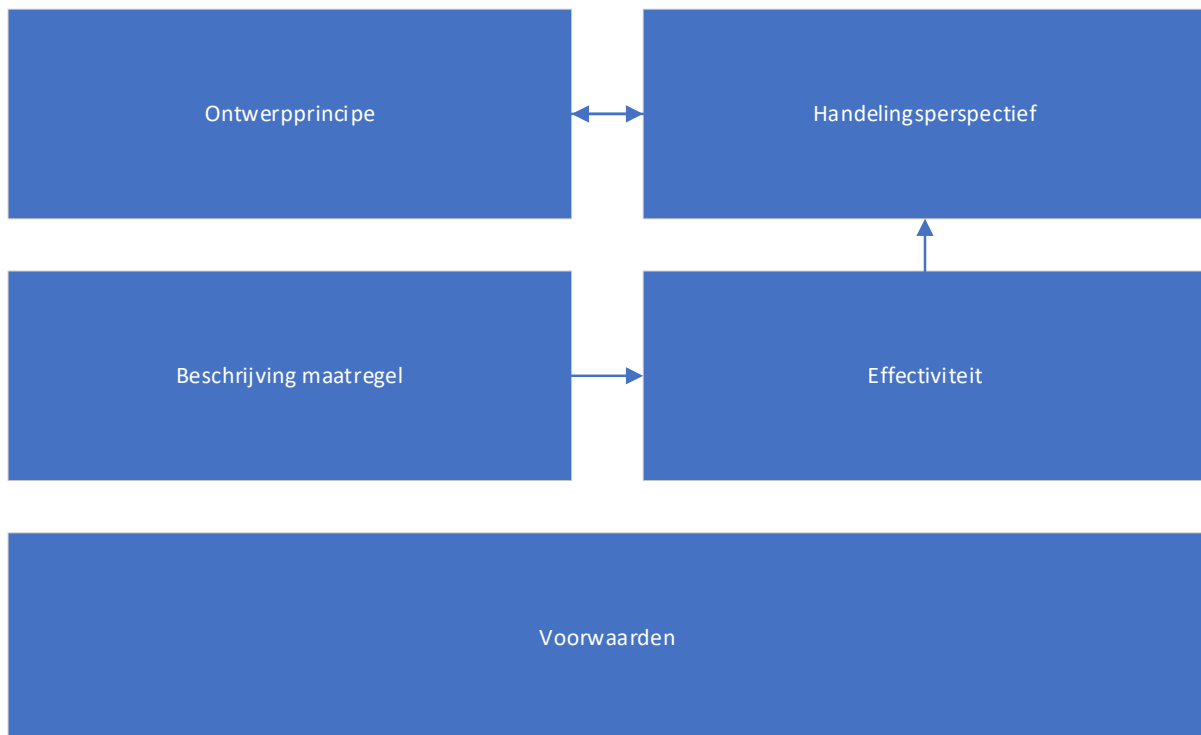 Ontwerpprincipe
Handelingsperspectief
Beschrijving maatregel
Effectiviteit
Voorwaarden